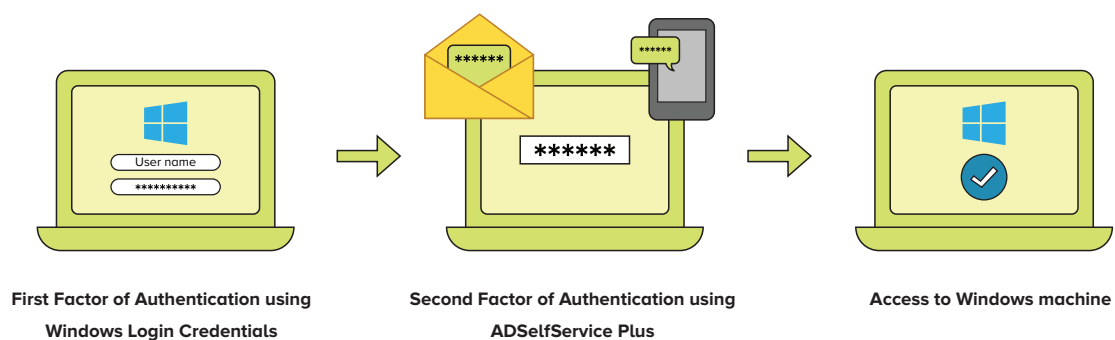 ******
******
******
User name
**********
First Factor of Authentication using
Windows Login Credentials
Second Factor of Authentication using
ADSelfService Plus
Access to Windows machine